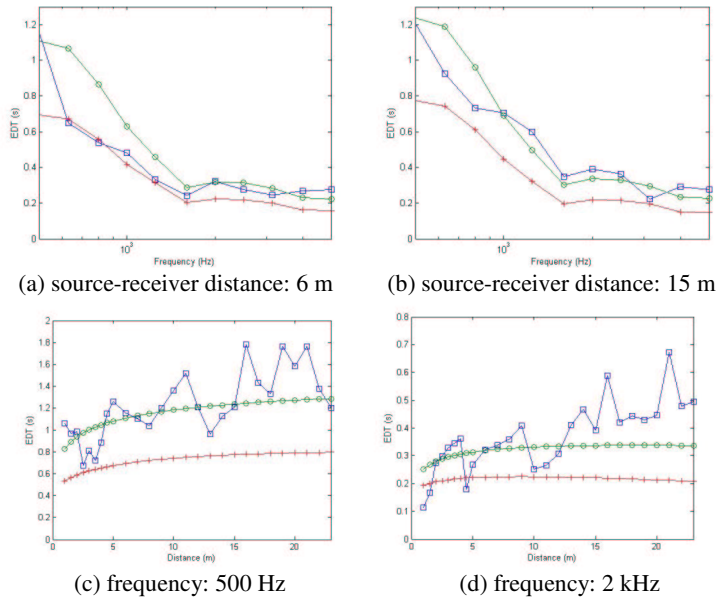 1.2
1
0.8
0.6
0.4
0.2
0
EDT (s)
10³
Frequency (Hz)
(a) source-receiver distance: 6 m
1.2
1
0.8
0.6
0.4
0.2
0
EDT (s)
10³
Frequency (Hz)
(b) source-receiver distance: 15 m
2
1.8
1.6
1.4
1.2
1
0.8
0.6
0.4
0.2
0
EDT (s)
0 5 10 15 20
Distance (m)
(c) frequency: 500 Hz
0.8
0.7
0.6
0.5
0.4
0.3
0.2
0.1
0
EDT (s)
0 5 10 15 20
Distance (m)
(d) frequency: 2 kHz